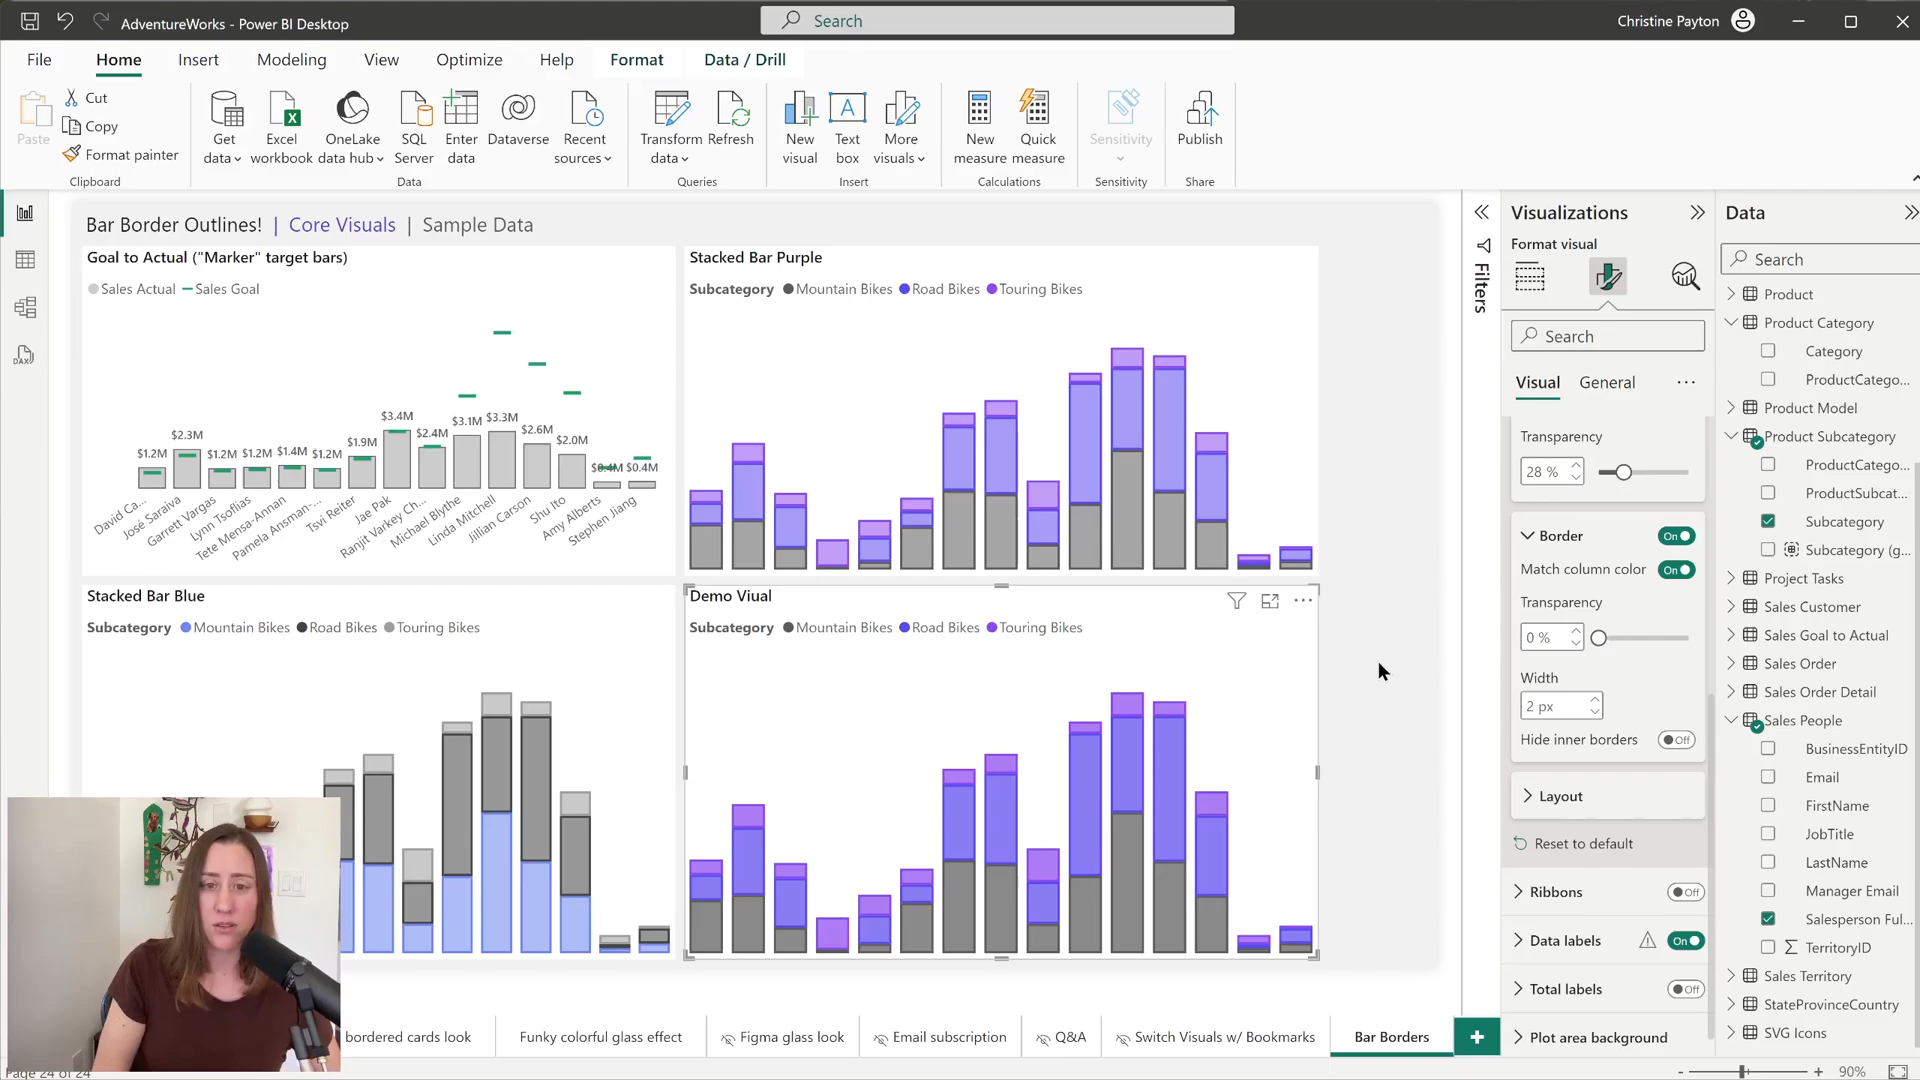 AdventureWorks - Power BI Desktop
Search
Christine Payton
File
Home
Insert
Modeling
View
Optimize
Help
Format
Data / Drill
Paste
Cut
Copy
Format painter
Clipboard
Get data
Excel workbook
OneLake data hub
SQL Server
Enter data
Dataverse
Recent sources
Data
Transform data
Refresh
Queries
New visual
Text box
More visuals
Insert
New measure
Quick measure
Calculations
Sensitivity
Sensitivity
Publish
Share
Bar Border Outlines! | Core Visuals | Sample Data
Goal to Actual ("Marker" target bars)
Sales Actual
Sales Goal
$1.2M
$2.3M
$1.2M
$1.2M
$1.4M
$1.2M
$1.9M
$3.4M
$2.4M
$3.1M
$3.3M
$2.6M
$2.0M
$0.4M
$0.4M
David Ca...
José Saraiva
Garrett Vargas
Lynn Tsoflias
Tete Mensa-Annan
Pamela Ansman-...
Tsvi Reiter
Jae Pak
Ranjit Varkey Ch...
Michael Blythe
Linda Mitchell
Jillian Carson
Shu Ito
Amy Alberts
Stephen Jiang
Stacked Bar Purple
Subcategory Mountain Bikes Road Bikes Touring Bikes
Stacked Bar Blue
Subcategory Mountain Bikes Road Bikes Touring Bikes
Demo Viual
Subcategory Mountain Bikes Road Bikes Touring Bikes
Filters
Visualizations
Format visual
Search
Visual
General
Transparency
28 %
Border
On
Match column color
On
Transparency
0 %
Width
2 px
Hide inner borders
Off
Layout
Reset to default
Ribbons
Off
Data labels
On
Total labels
Off
Plot area background
Data
Search
Product
Product Category
Category
ProductCatego...
Product Model
Product Subcategory
ProductCatego...
ProductSubcat...
Subcategory
Subcategory (g...
Project Tasks
Sales Customer
Sales Goal to Actual
Sales Order
Sales Order Detail
Sales People
BusinessEntityID
Email
FirstName
JobTitle
LastName
Manager Email
Salesperson Ful...
TerritoryID
Sales Territory
StateProvinceCountry
SVG Icons
bordered cards look
Funky colorful glass effect
Figma glass look
Email subscription
Q&A
Switch Visuals w/ Bookmarks
Bar Borders
Page 24 of 24
90%